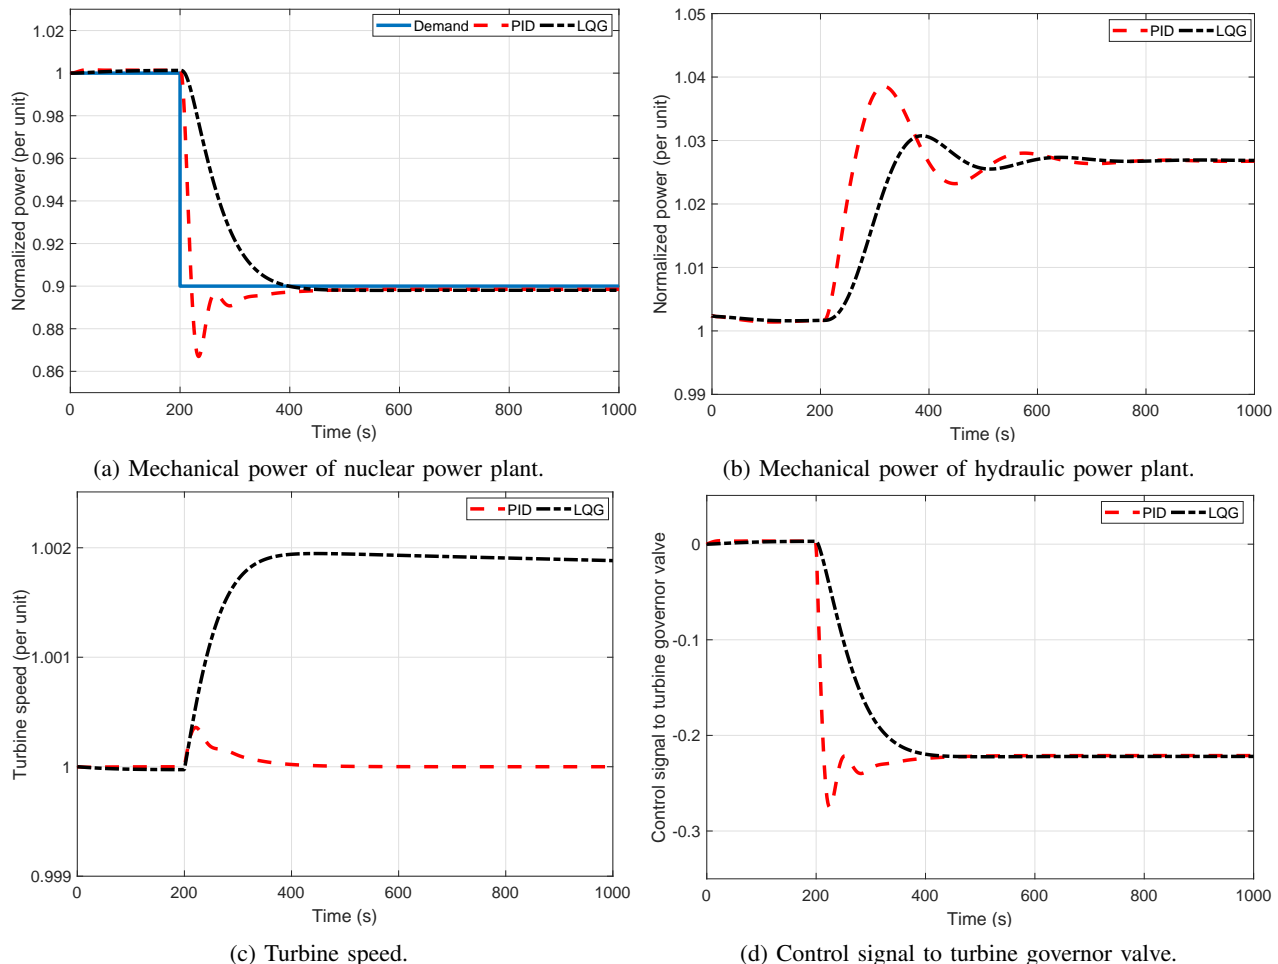 Demand PID LQG
1.02
1
0.98
0.96
0.94
0.92
0.9
0.88
0.86
Normalized power (per unit)
0 200 400 600 800 1000
Time (s)
(a) Mechanical power of nuclear power plant.
PID LQG
1.05
1.04
1.03
1.02
1.01
1
0.99
Normalized power (per unit)
0 200 400 600 800 1000
Time (s)
(b) Mechanical power of hydraulic power plant.
PID LQG
1.002
1.001
1
0.999
Turbine speed (per unit)
0 200 400 600 800 1000
Time (s)
(c) Turbine speed.
PID LQG
0
-0.1
-0.2
-0.3
Control signal to turbine governor valve
0 200 400 600 800 1000
Time (s)
(d) Control signal to turbine governor valve.